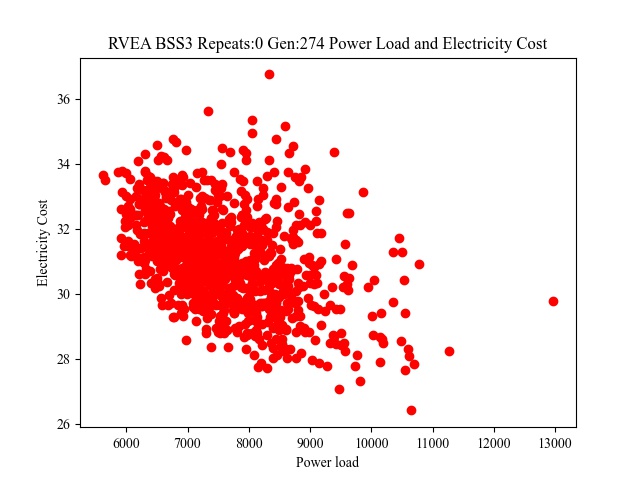 RVEA BSS3 Repeats:0 Gen:274 Power Load and Electricity Cost
36
34
32
30
28
26
Electricity Cost
6000 7000 8000 9000 10000 11000 12000 13000
Power load